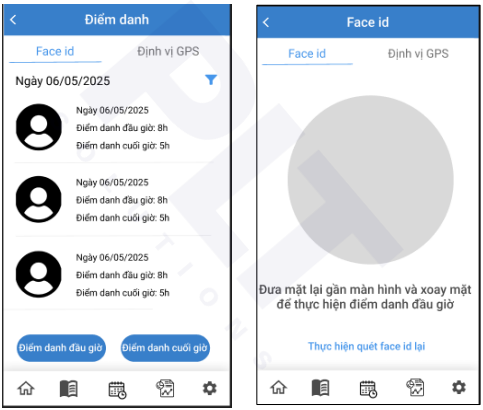 Điểm danh
Face id
Định vị GPS
Ngày 06/05/2025
Ngày 06/05/2025
Điểm danh đầu giờ: 8h
Điểm danh cuối giờ: 5h
Ngày 06/05/2025
Điểm danh đầu giờ: 8h
Điểm danh cuối giờ: 5h
Ngày 06/05/2025
Điểm danh đầu giờ: 8h
Điểm danh cuối giờ: 5h
Điểm danh đầu giờ
Điểm danh cuối giờ
Face id
Face id
Định vị GPS
Đưa mặt lại gần màn hình và xoay mặt
để thực hiện điểm danh đầu giờ
Thực hiện quét face id lại